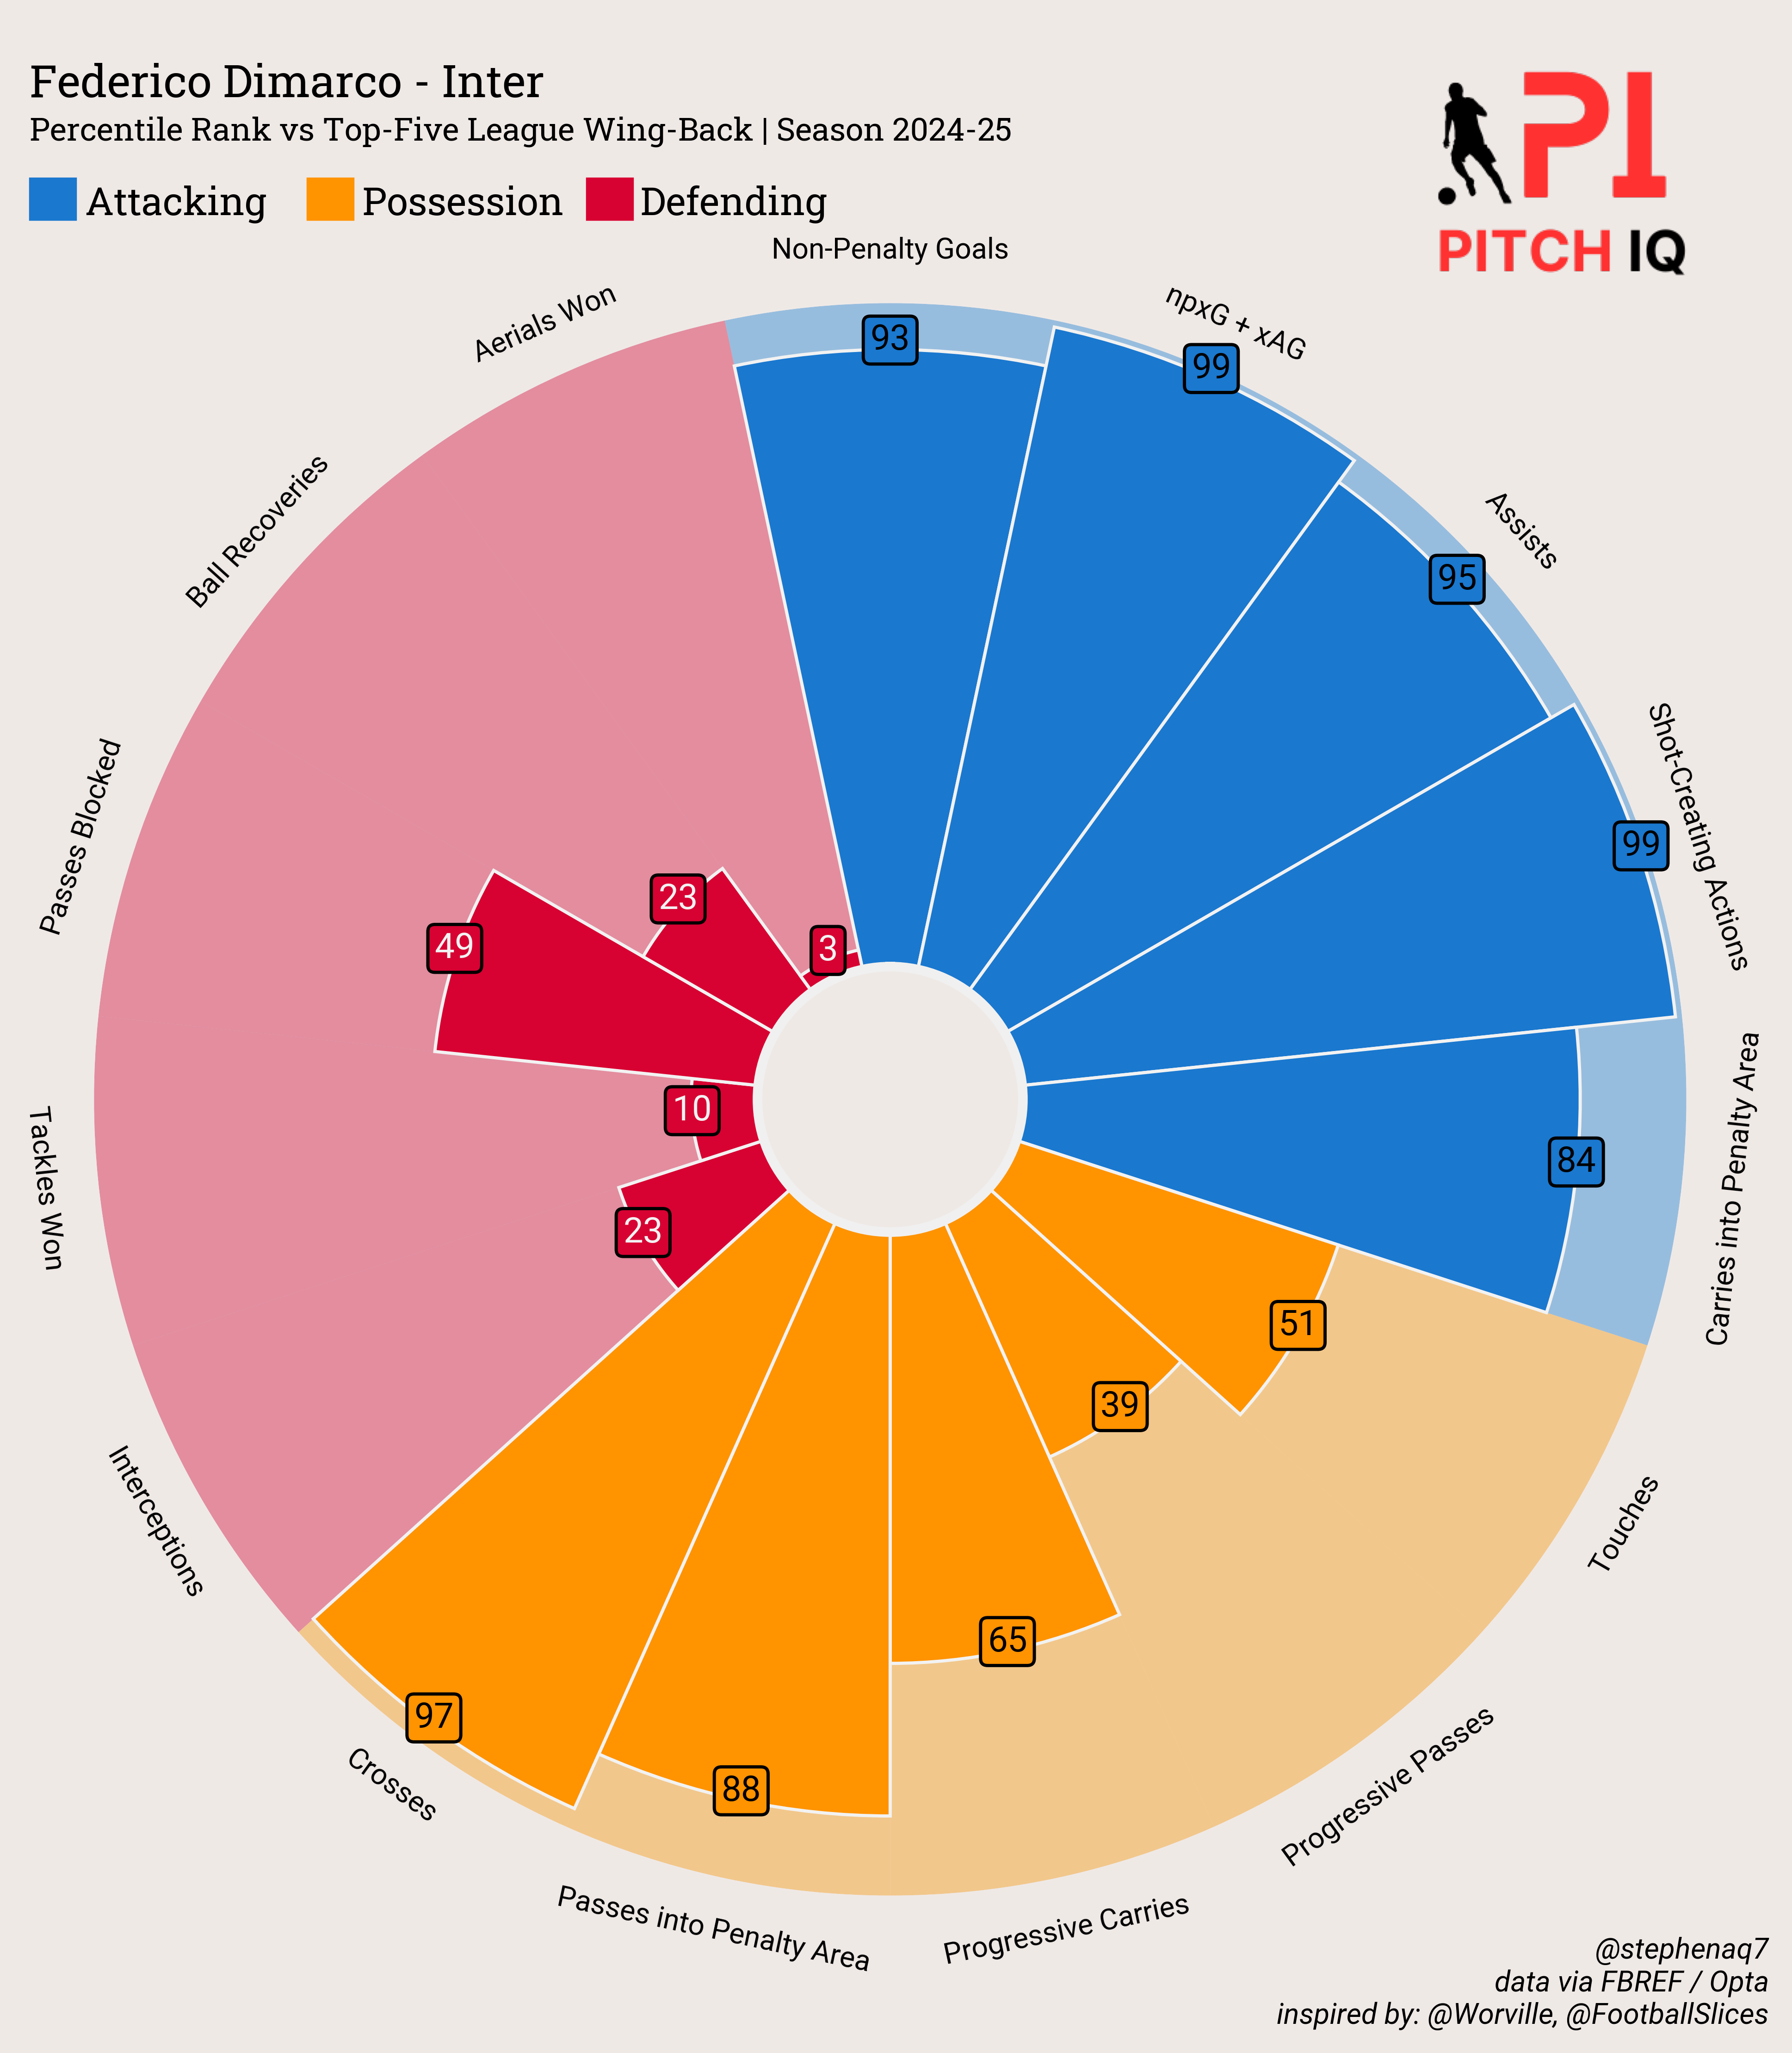 Federico Dimarco - Inter
Percentile Rank vs Top-Five League Wing-Back | Season 2024-25
Attacking
Possession
Defending
PI
PITCH IQ
Non-Penalty Goals
93
npxG + xAG
99
Assists
95
Shot-Creating Actions
99
Carries into Penalty Area
84
Touches
51
Progressive Passes
39
Progressive Carries
65
Passes into Penalty Area
88
Crosses
97
Interceptions
23
Tackles Won
10
Passes Blocked
49
Ball Recoveries
23
Aerials Won
3
@stephenaq7
data via FBREF / Opta
inspired by: @Worville, @FootballSlices